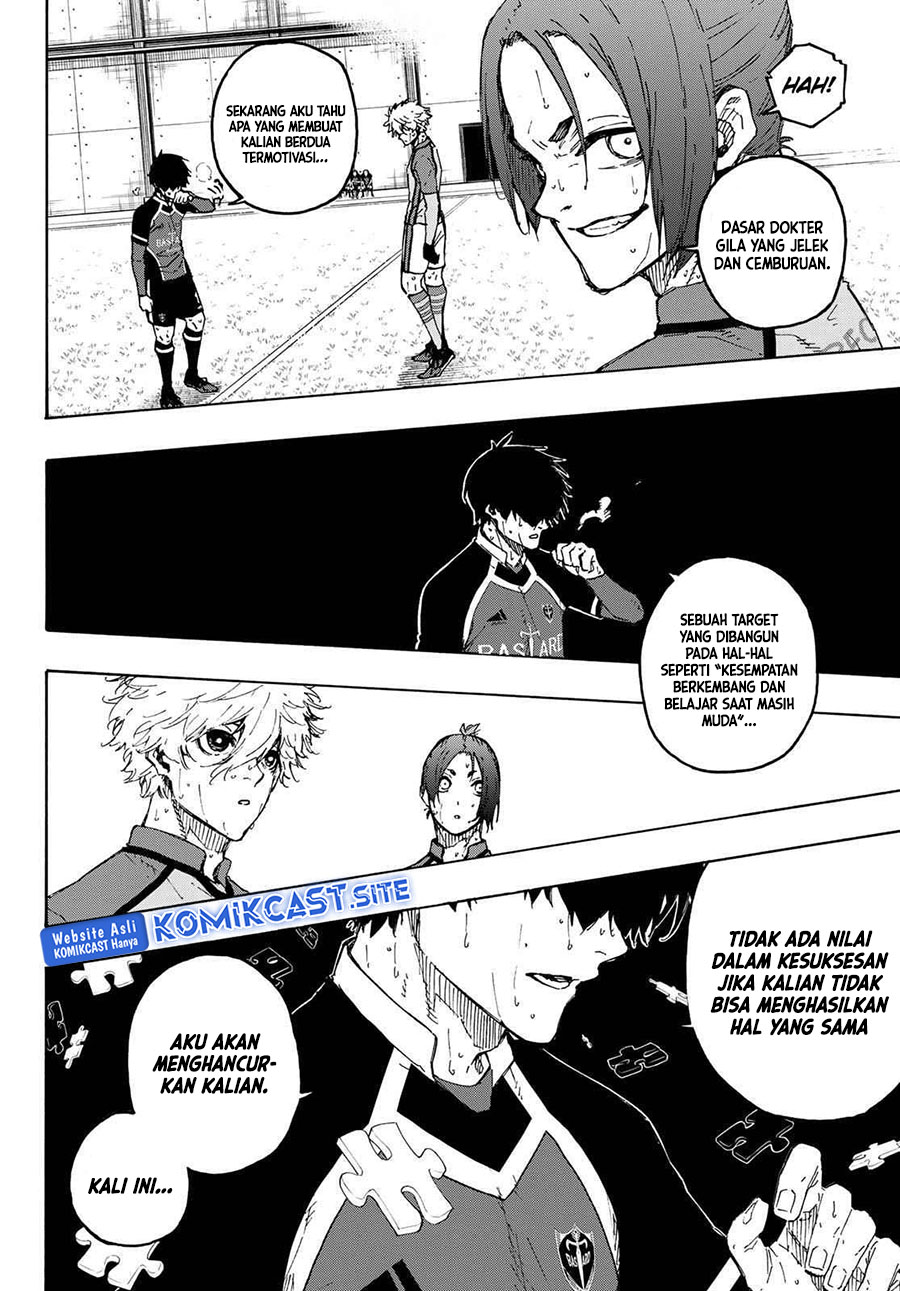 HAH!
DASAR DOKTER
GILA YANG JELEK
DAN CEMBURUAN.
SEKARANG AKU TAHU
APA YANG MEMBUAT
KALIAN BERDUA
TERMOTIVASI...
BAST
BASTARD
SEBUAH TARGET
YANG DIBANGUN
PADA HAL-HAL
SEPERTI "KESEMPATAN
BERKEMBANG DAN
BELAJAR SAAT MASIH
MUDA"...
Website Asli
KOMIKCAST Hanya
KOMIKCAST.SITE
TIDAK ADA NILAI
DALAM KESUKSESAN
JIKA KALIAN TIDAK
BISA MENGHASILKAN
HAL YANG SAMA
AKU AKAN
MENGHANCUR-
KAN KALIAN.
KALI INI...